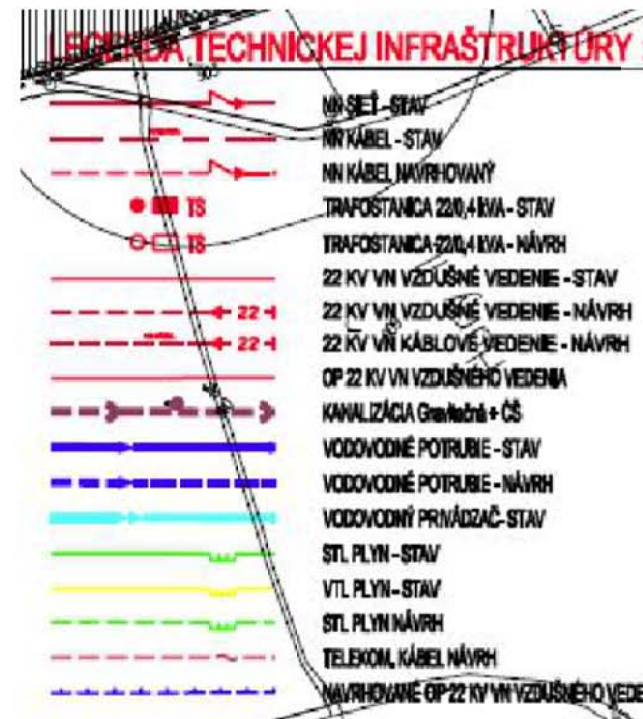 LEGENDA TECHNICKEJ INFRAŠTRUKTÚRY
NN SIEŤ - STAV
NN KÁBEL - STAV
NN KÁBEL NAVRHOVANÝ
TS TRAFOSTANICA 22/0,4 kVA - STAV
TS TRAFOSTANICA 22/0,4 kVA - NÁVRH
22 KV VN VZDUŠNÉ VEDENIE - STAV
22 22 KV VN VZDUŠNÉ VEDENIE - NÁVRH
22 22 KV VN KÁBLOVÉ VEDENIE - NÁVRH
OP 22 KV VN VZDUŠNÉHO VEDENIA
KANALIZÁCIA Gravitačná + ČŠ
VODOVODNÉ POTRUBIE - STAV
VODOVODNÉ POTRUBIE - NÁVRH
VODOVODNÝ PRIVÁDZAČ - STAV
STL PLYN - STAV
VTL PLYN - STAV
STL PLYN NÁVRH
TELEKOM. KÁBEL NÁVRH
NAVRHOVANÉ OP 22 KV VN VZDUŠNÉHO VEDE